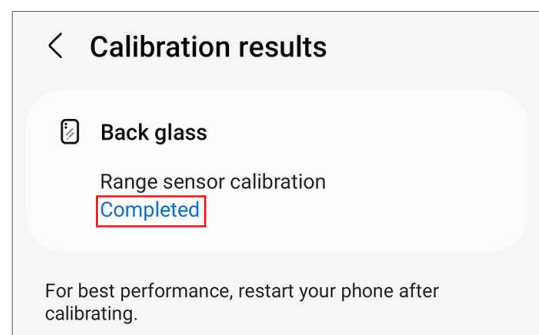 Calibration results
Back glass
Range sensor calibration
Completed
For best performance, restart your phone after
calibrating.